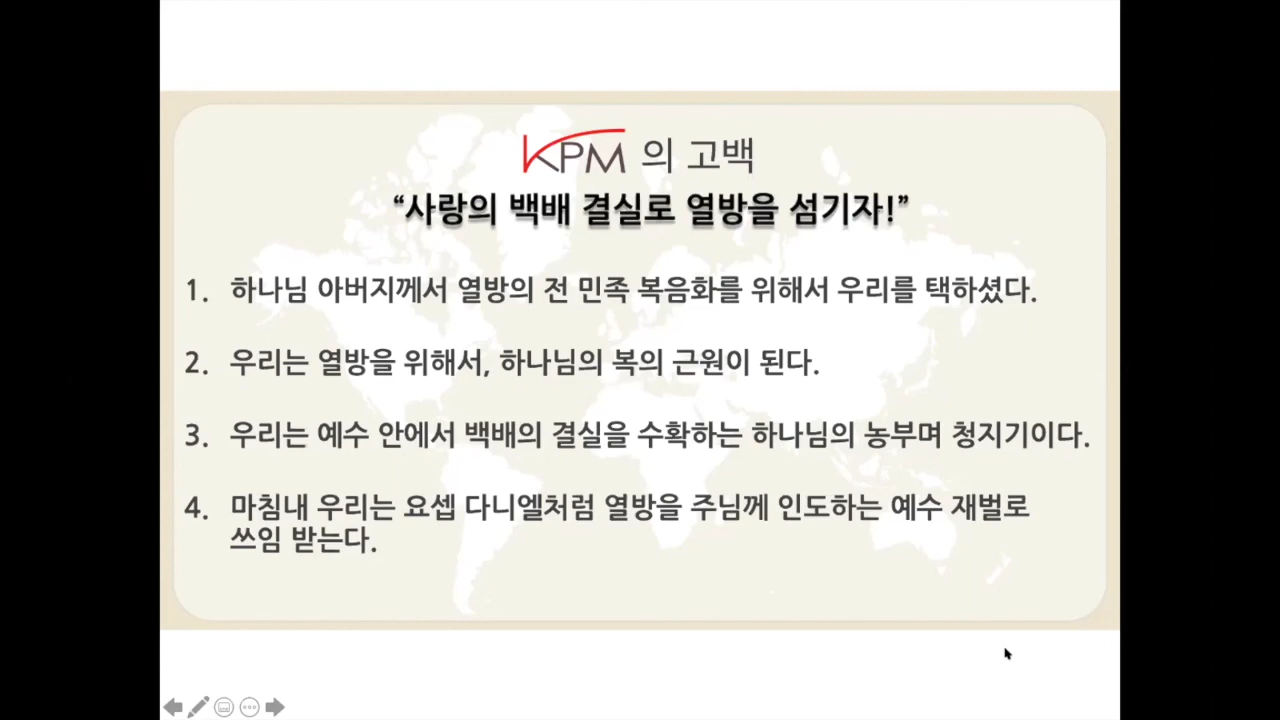 KPM 의 고백
“사랑의 백배 결실로 열방을 섬기자!”
1. 하나님 아버지께서 열방의 전 민족 복음화를 위해서 우리를 택하셨다.
2. 우리는 열방을 위해서, 하나님의 복의 근원이 된다.
3. 우리는 예수 안에서 백배의 결실을 수확하는 하나님의 농부며 청지기이다.
4. 마침내 우리는 요셉 다니엘처럼 열방을 주님께 인도하는 예수 재벌로
쓰임 받는다.